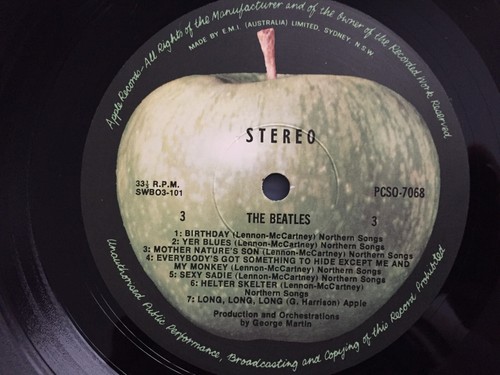 Apple Records-All Rights of the Manufacturer and of the Owner of the Recorded Work Reserved
MADE BY E.M.I. (AUSTRALIA) LIMITED, SYDNEY, N.S.W
STEREO
33⅓ R.P.M.
SWBO3-101
PCSO-7068
3 THE BEATLES 3
1: BIRTHDAY (Lennon-McCartney) Northern Songs
2: YER BLUES (Lennon-McCartney) Northern Songs
3: MOTHER NATURE'S SON (Lennon-McCartney) Northern Songs
4: EVERYBODY'S GOT SOMETHING TO HIDE EXCEPT ME AND
MY MONKEY (Lennon-McCartney) Northern Songs
5: SEXY SADIE (Lennon-McCartney) Northern Songs
6: HELTER SKELTER (Lennon-McCartney)
Northern Songs
7: LONG, LONG, LONG (G. Harrison) Apple
Production and Orchestrations
by George Martin
Unauthorised Public Performance, Broadcasting and Copying of this Record Prohibited